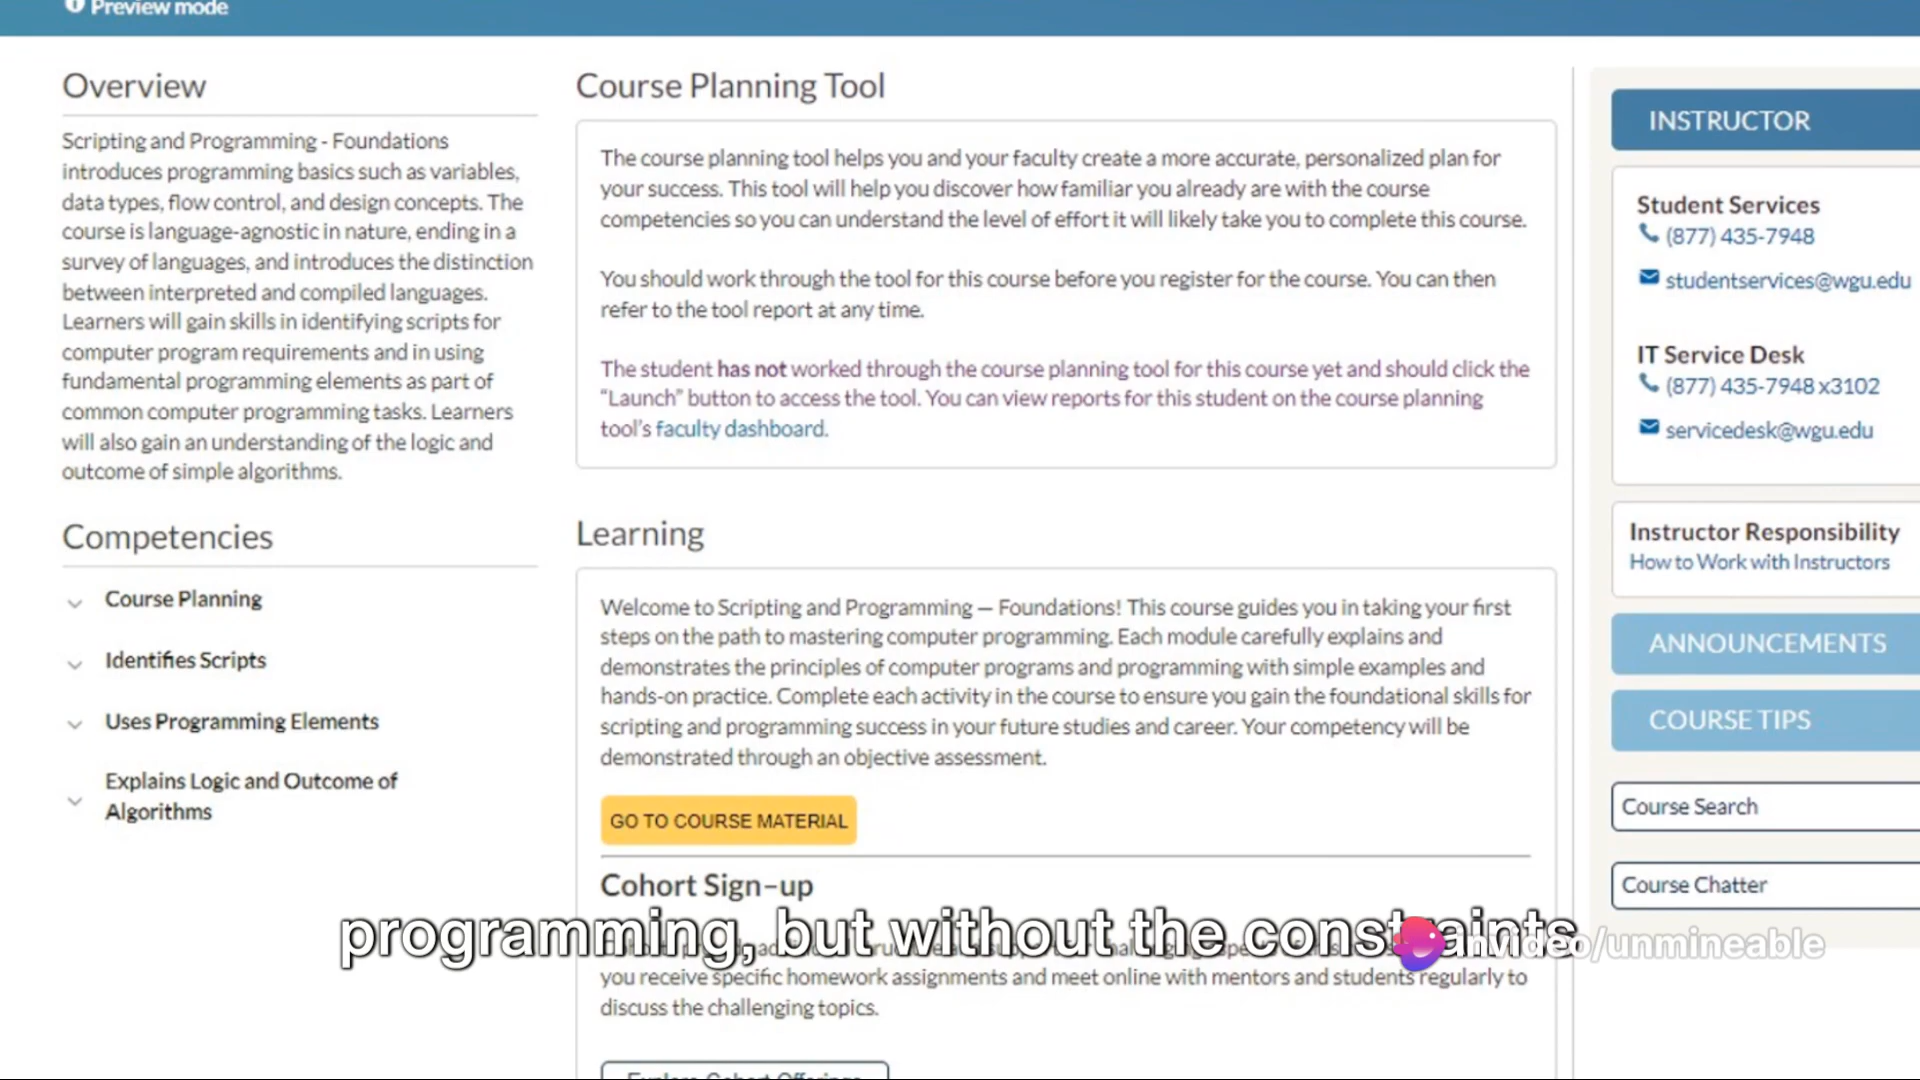 Preview mode
Overview
Scripting and Programming - Foundations
introduces programming basics such as variables,
data types, flow control, and design concepts. The
course is language-agnostic in nature, ending in a
survey of languages, and introduces the distinction
between interpreted and compiled languages.
Learners will gain skills in identifying scripts for
computer program requirements and in using
fundamental programming elements as part of
common computer programming tasks. Learners
will also gain an understanding of the logic and
outcome of simple algorithms.
Competencies
Course Planning
Identifies Scripts
Uses Programming Elements
Explains Logic and Outcome of
Algorithms
Course Planning Tool
The course planning tool helps you and your faculty create a more accurate, personalized plan for
your success. This tool will help you discover how familiar you already are with the course
competencies so you can understand the level of effort it will likely take you to complete this course.
You should work through the tool for this course before you register for the course. You can then
refer to the tool report at any time.
The student has not worked through the course planning tool for this course yet and should click the
“Launch” button to access the tool. You can view reports for this student on the course planning
tool’s faculty dashboard.
Learning
Welcome to Scripting and Programming — Foundations! This course guides you in taking your first
steps on the path to mastering computer programming. Each module carefully explains and
demonstrates the principles of computer programs and programming with simple examples and
hands-on practice. Complete each activity in the course to ensure you gain the foundational skills for
scripting and programming success in your future studies and career. Your competency will be
demonstrated through an objective assessment.
GO TO COURSE MATERIAL
Cohort Sign-up
you receive specific homework assignments and meet online with mentors and students regularly to
discuss the challenging topics.
Explore Cohort Offerings
INSTRUCTOR
Student Services
(877) 435-7948
studentservices@wgu.edu
IT Service Desk
(877) 435-7948 x3102
servicedesk@wgu.edu
Instructor Responsibility
How to Work with Instructors
ANNOUNCEMENTS
COURSE TIPS
Course Search
Course Chatter
programming, but without the constraints
invideo/unmineable